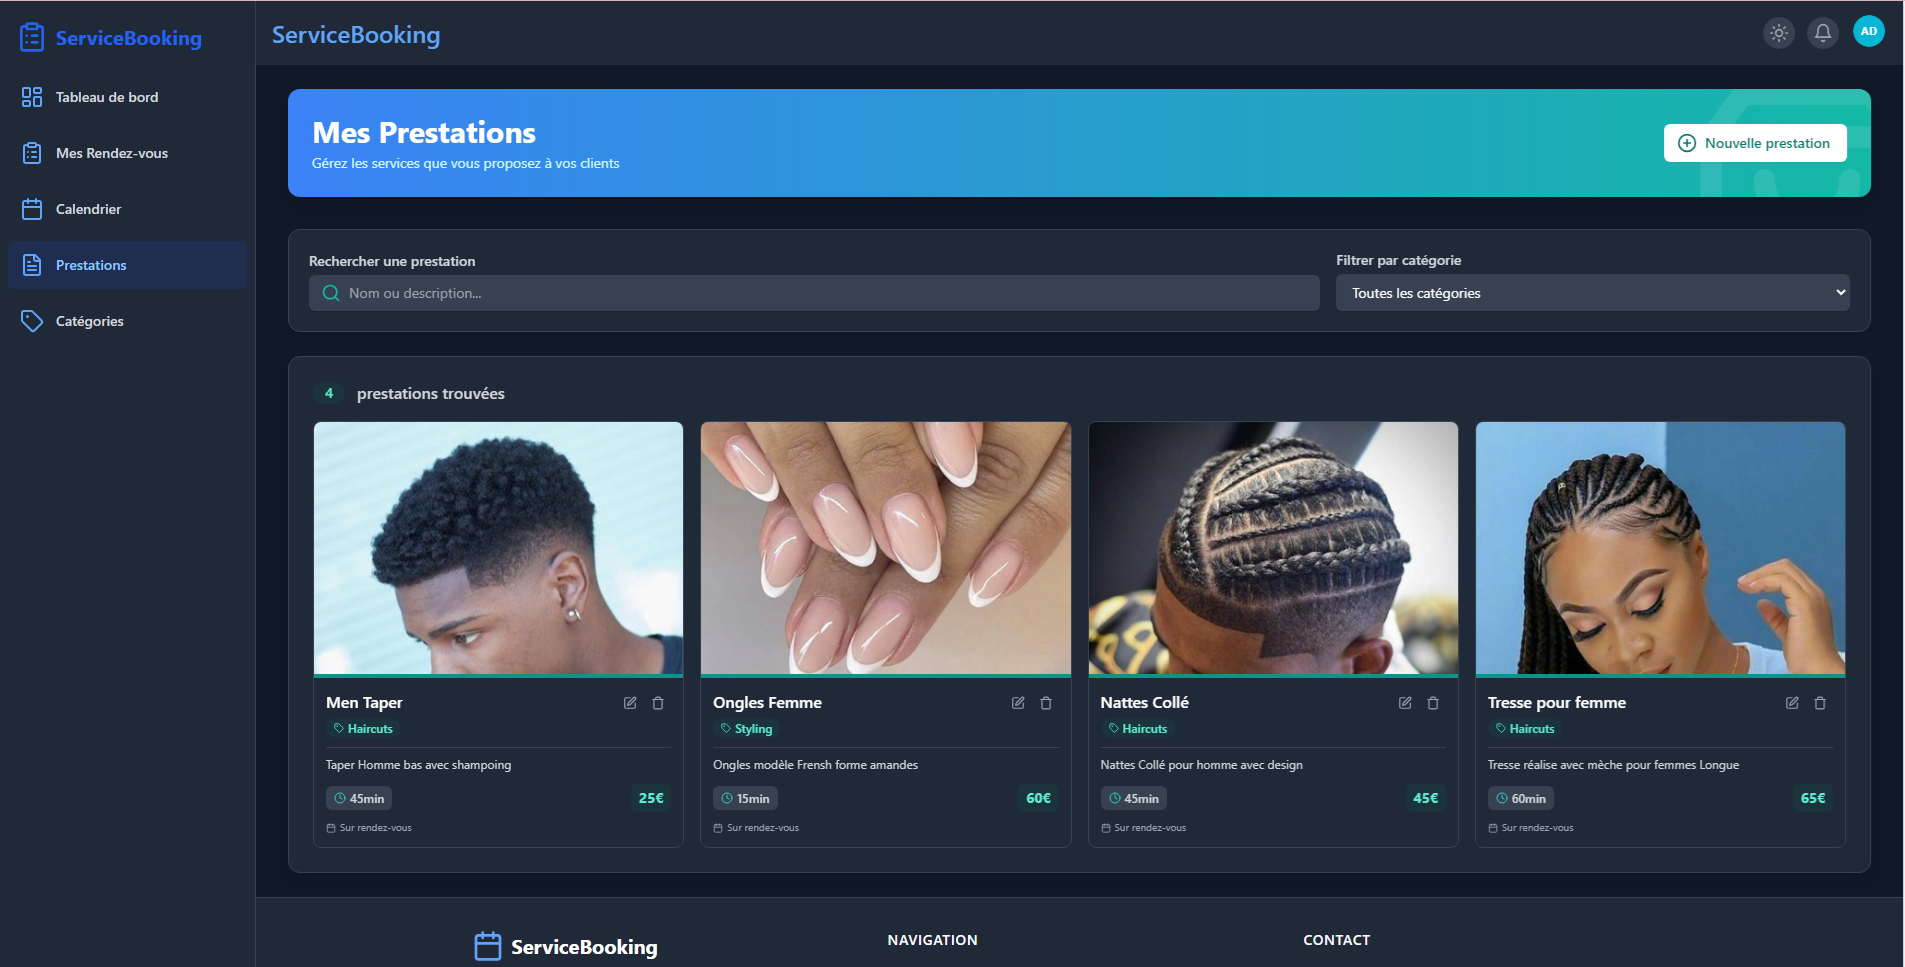 ServiceBooking
Tableau de bord
Mes Rendez-vous
Calendrier
Prestations
Catégories
ServiceBooking
AD
Mes Prestations
Gérez les services que vous proposez à vos clients
Nouvelle prestation
Rechercher une prestation
Nom ou description...
Filtrer par catégorie
Toutes les catégories
4 prestations trouvées
Men Taper
Haircuts
Taper Homme bas avec shampoing
45min 25€
Sur rendez-vous
Ongles Femme
Styling
Ongles modèle Frensh forme amandes
15min 60€
Sur rendez-vous
Nattes Collé
Haircuts
Nattes Collé pour homme avec design
45min 45€
Sur rendez-vous
Tresse pour femme
Haircuts
Tresse réalise avec mèche pour femmes Longue
60min 65€
Sur rendez-vous
ServiceBooking
NAVIGATION
CONTACT